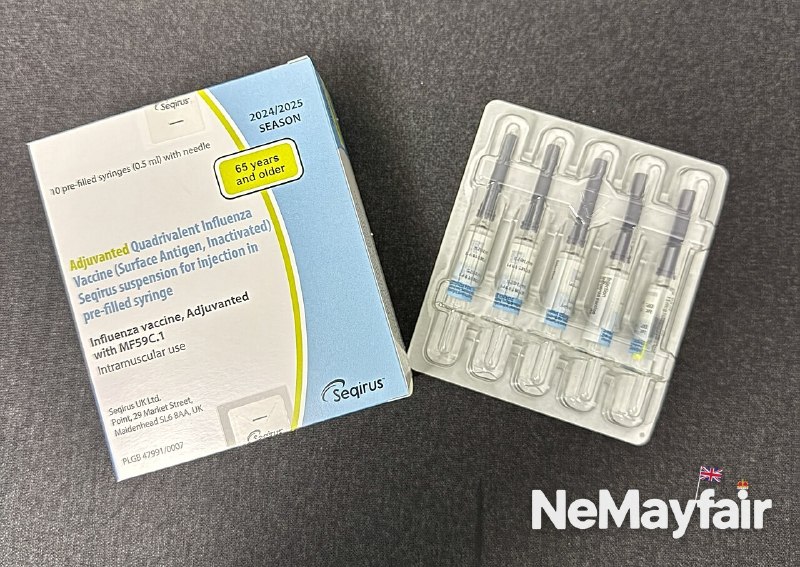 Seqirus
2024/2025
SEASON
10 pre-filled syringes (0.5 ml) with needle
65 years
and older
Adjuvanted Quadrivalent Influenza
Vaccine (Surface Antigen, Inactivated)
Seqirus suspension for injection in
pre-filled syringe
Influenza vaccine, Adjuvanted
with MF59C.1
Intramuscular use
Seqirus UK Ltd.
Point, 29 Market Street,
Maidenhead SL6 8AA, UK
PLGB 47991/0007
Seqirus
Seqirus
NeMayfair